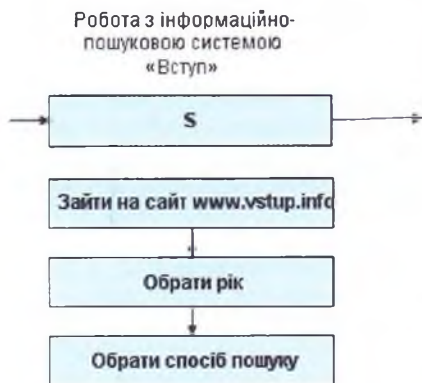 Робота з інформаційно-
пошуковою системою
«Вступ»
S
Зайти на сайт www.vstup.info
Обрати рік
Обрати спосіб пошуку